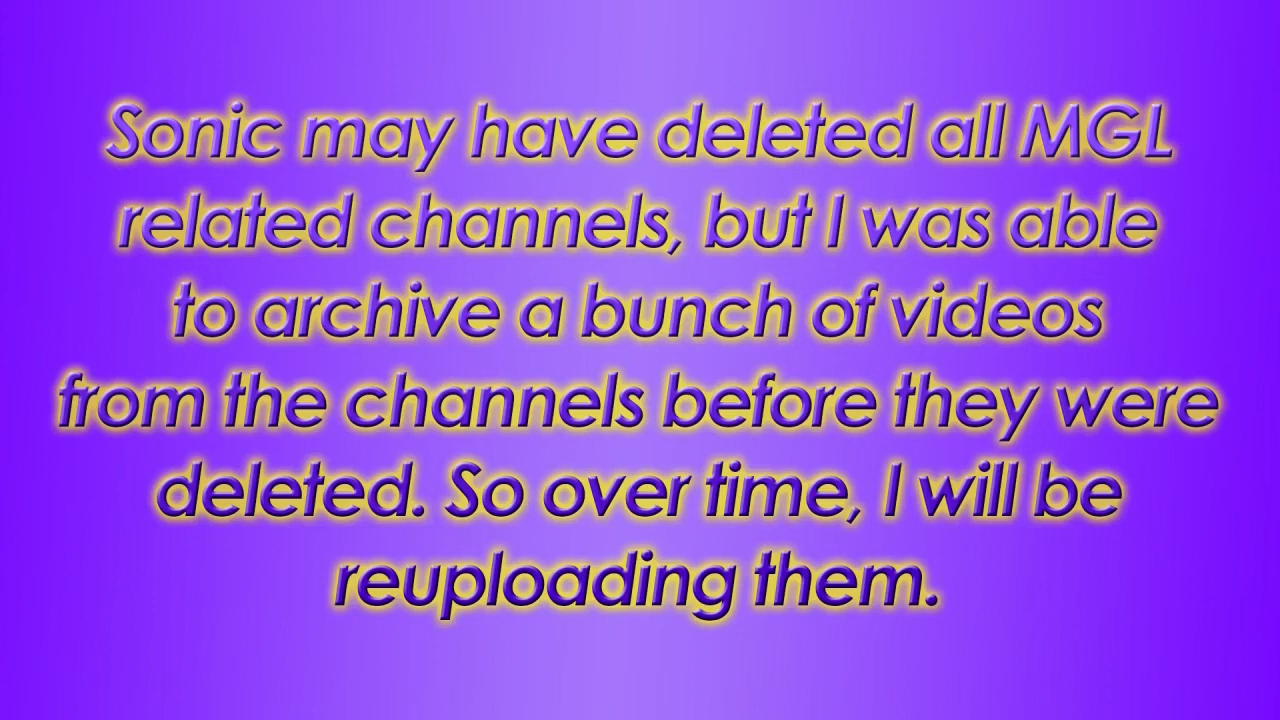 Sonic may have deleted all MGL
related channels, but I was able
to archive a bunch of videos
from the channels before they were
deleted. So over time, I will be
reuploading them.